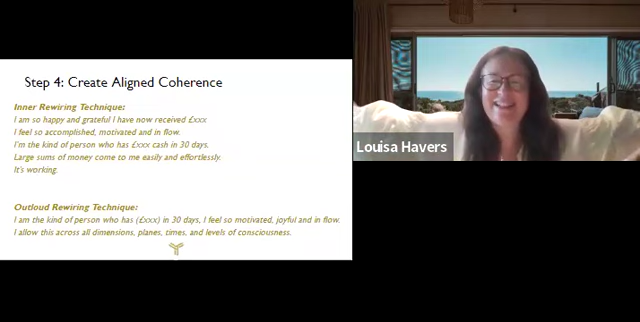 Step 4: Create Aligned Coherence
Inner Rewiring Technique:
I am so happy and grateful I have now received £xxx
I feel so accomplished, motivated and in flow.
I'm the kind of person who has £xxx cash in 30 days.
Large sums of money come to me easily and effortlessly.
It's working.
Outloud Rewiring Technique:
I am the kind of person who has (£xxx) in 30 days, I feel so motivated, joyful and in flow.
I allow this across all dimensions, planes, times, and levels of consciousness.
Louisa Havers